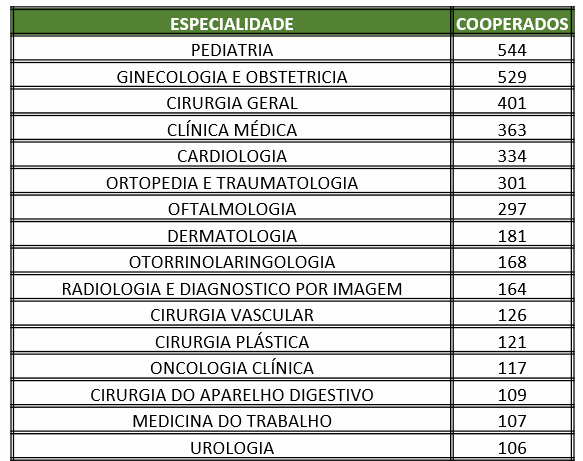 ESPECIALIDADE COOPERADOS
PEDIATRIA 544
GINECOLOGIA E OBSTETRICIA 529
CIRURGIA GERAL 401
CLÍNICA MÉDICA 363
CARDIOLOGIA 334
ORTOPEDIA E TRAUMATOLOGIA 301
OFTALMOLOGIA 297
DERMATOLOGIA 181
OTORRINOLARINGOLOGIA 168
RADIOLOGIA E DIAGNOSTICO POR IMAGEM 164
CIRURGIA VASCULAR 126
CIRURGIA PLÁSTICA 121
ONCOLOGIA CLÍNICA 117
CIRURGIA DO APARELHO DIGESTIVO 109
MEDICINA DO TRABALHO 107
UROLOGIA 106